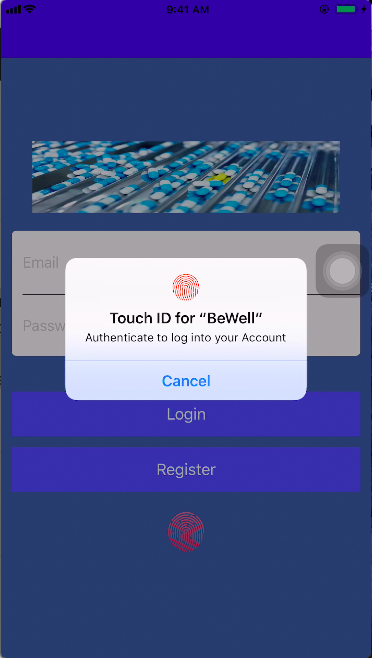 9:41 AM
Email
Passw
Touch ID for “BeWell“
Authenticate to log into your Account
Cancel
Login
Register